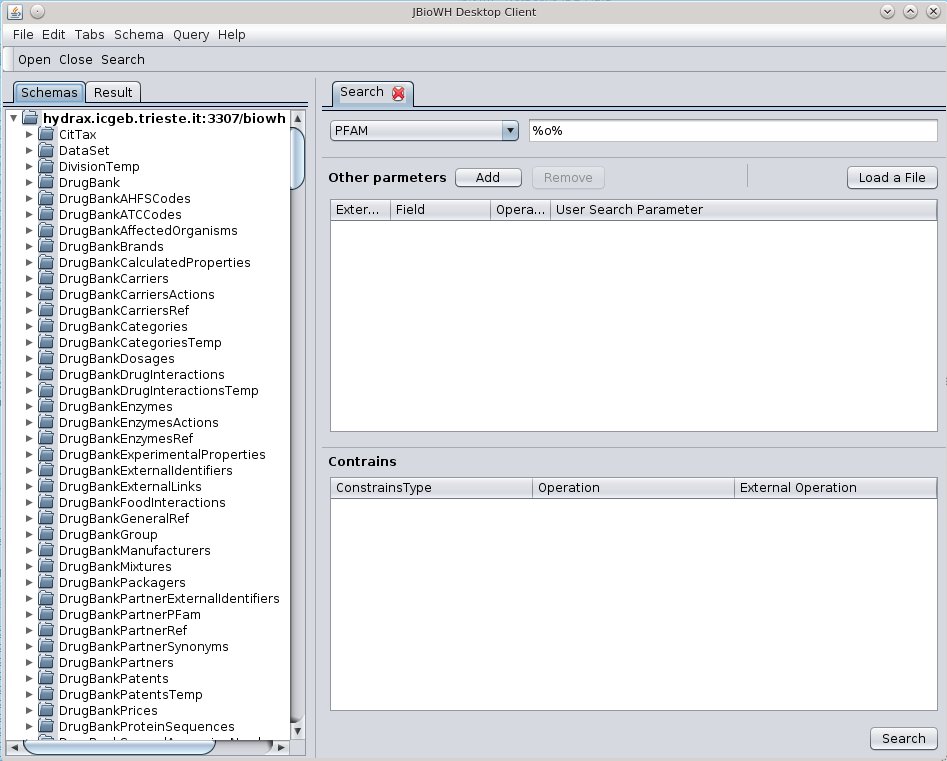 JBioWH Desktop Client
File Edit Tabs Schema Query Help
Open Close Search
Schemas Result
hydrax.icgeb.trieste.it:3307/biowh
CitTax
DataSet
DivisionTemp
DrugBank
DrugBankAHFSCodes
DrugBankATCCodes
DrugBankAffectedOrganisms
DrugBankBrands
DrugBankCalculatedProperties
DrugBankCarriers
DrugBankCarriersActions
DrugBankCarriersRef
DrugBankCategories
DrugBankCategoriesTemp
DrugBankDosages
DrugBankDrugInteractions
DrugBankDrugInteractionsTemp
DrugBankEnzymes
DrugBankEnzymesActions
DrugBankEnzymesRef
DrugBankExperimentalProperties
DrugBankExternalIdentifiers
DrugBankExternalLinks
DrugBankFoodInteractions
DrugBankGeneralRef
DrugBankGroup
DrugBankManufacturers
DrugBankMixtures
DrugBankPackagers
DrugBankPartnerExternalIdentifiers
DrugBankPartnerPFam
DrugBankPartnerRef
DrugBankPartnerSynonyms
DrugBankPartners
DrugBankPatents
DrugBankPatentsTemp
DrugBankPrices
DrugBankProteinSequences
Search
PFAM %o%
Other parmeters Add Remove Load a File
Exter... Field Opera... User Search Parameter
Contrains
ConstrainsType Operation External Operation
Search